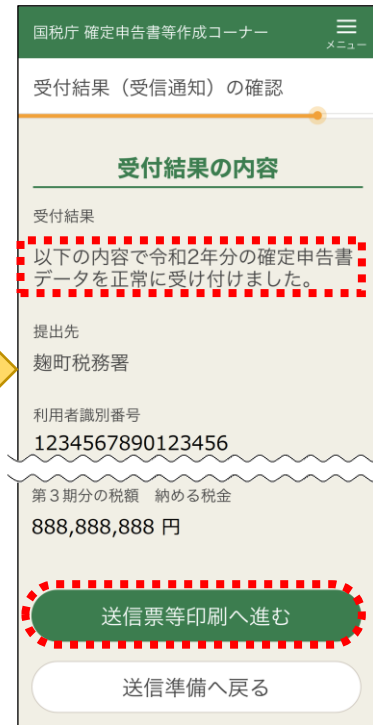 国税庁 確定申告書等作成コーナー
メニュー
受付結果（受信通知）の確認
受付結果の内容
受付結果
以下の内容で令和2年分の確定申告書
データを正常に受け付けました。
提出先
麹町税務署
利用者識別番号
1234567890123456
第３期分の税額　納める税金
888,888,888 円
送信票等印刷へ進む
送信準備へ戻る